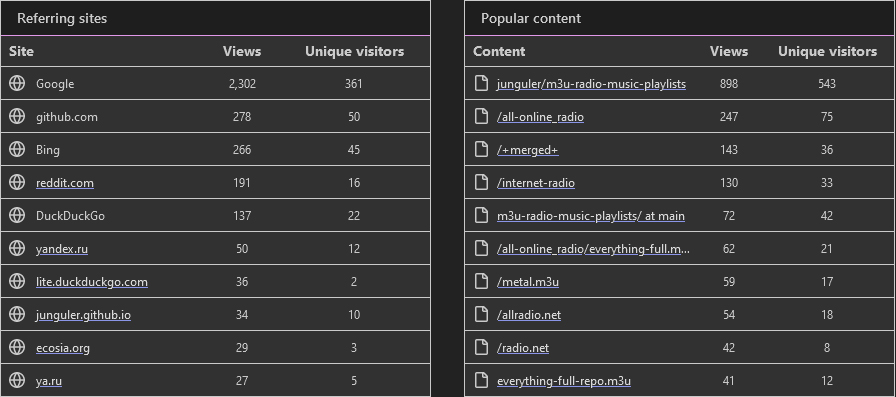 Referring sites
Site Views Unique visitors
Google 2,302 361
github.com 278 50
Bing 266 45
reddit.com 191 16
DuckDuckGo 137 22
yandex.ru 50 12
lite.duckduckgo.com 36 2
junguler.github.io 34 10
ecosia.org 29 3
ya.ru 27 5
Popular content
Content Views Unique visitors
junguler/m3u-radio-music-playlists 898 543
/all-online_radio 247 75
/+merged+ 143 36
/internet-radio 130 33
m3u-radio-music-playlists/ at main 72 42
/all-online_radio/everything-full.m... 62 21
/metal.m3u 59 17
/allradio.net 54 18
/radio.net 42 8
everything-full-repo.m3u 41 12